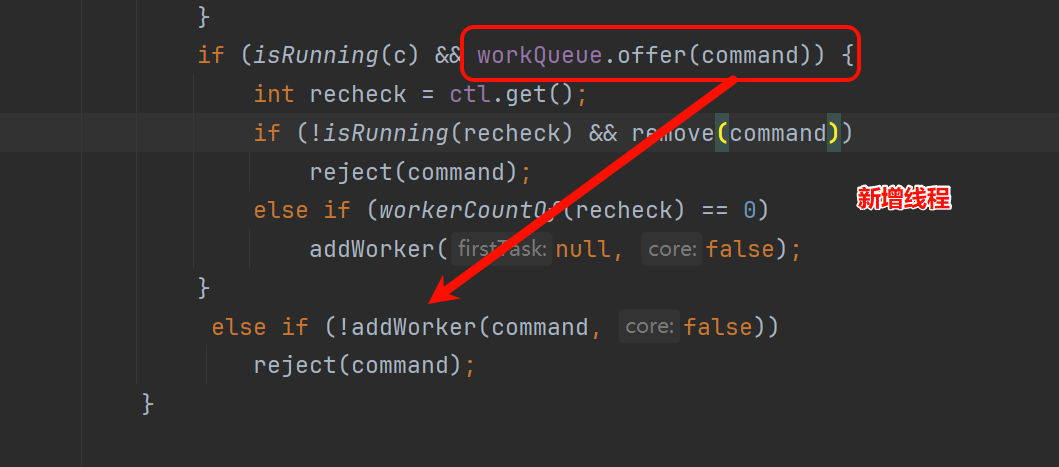 }
if (isRunning(c) && workQueue.offer(command)) {
int recheck = ctl.get();
if (!isRunning(recheck) && remove(command))
reject(command);
新增线程
else if (workerCountOf(recheck) == 0)
addWorker( firstTask: null, core: false);
}
else if (!addWorker(command, core: false))
reject(command);
}